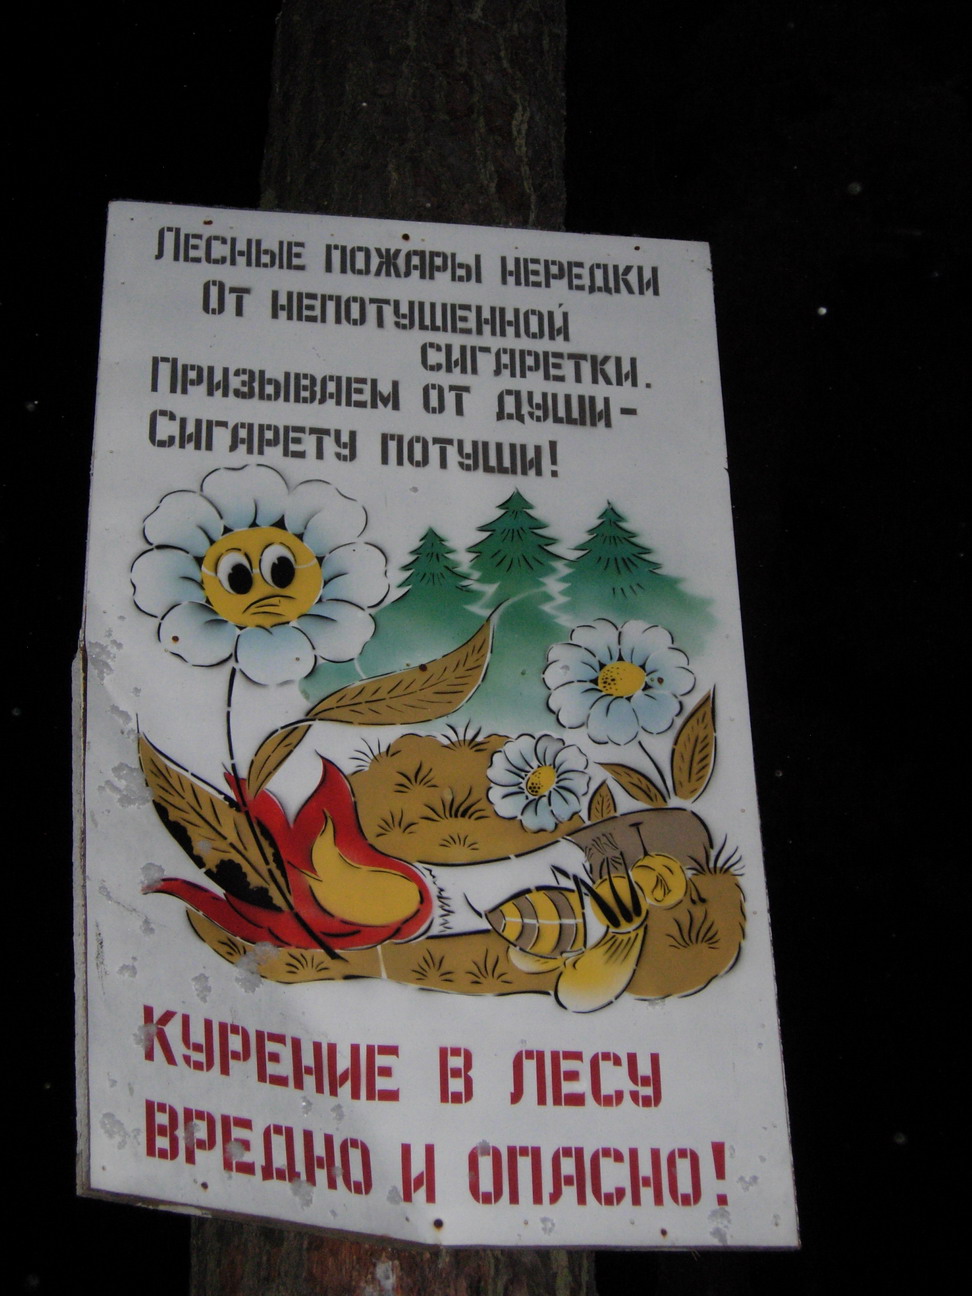 Лесные пожары нередки
От непотушенной
сигаретки.
Призываем от души-
Сигарету потуши!
Курение в лесу
вредно и опасно!